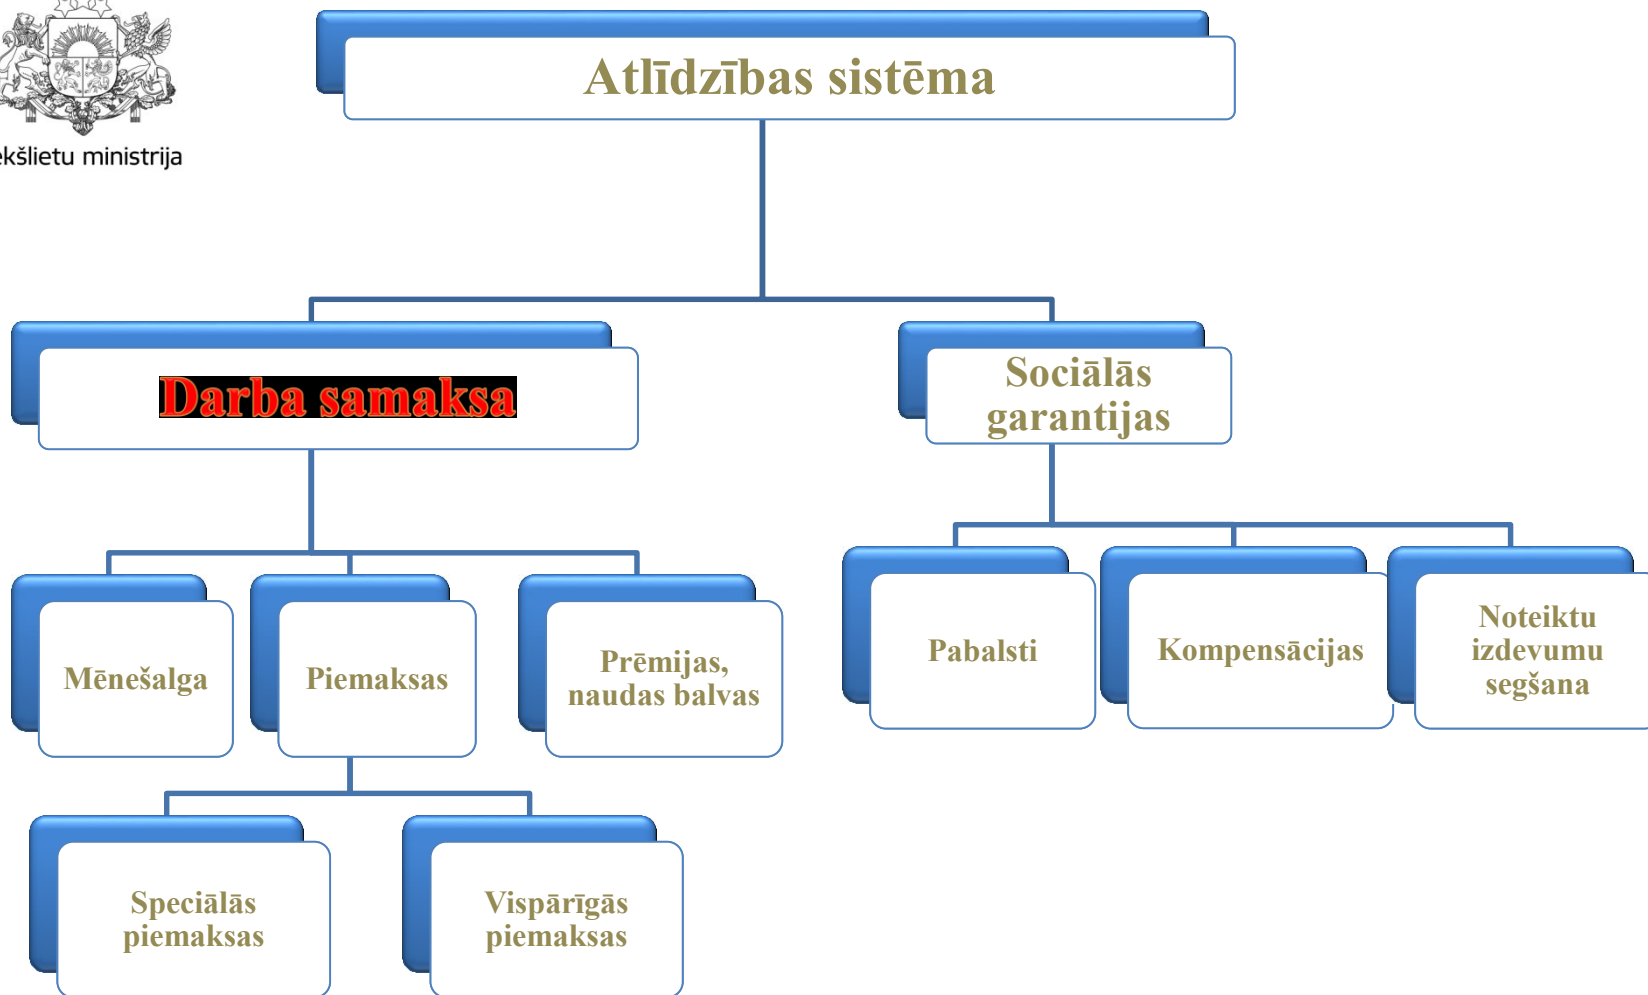 ekšlietu ministrija
Atlīdzības sistēma
Darba samaksa
Sociālās
garantijas
Mēnešalga
Piemaksas
Prēmijas,
naudas balvas
Pabalsti
Kompensācijas
Noteiktu
izdevumu
segšana
Speciālās
piemaksas
Vispārīgās
piemaksas